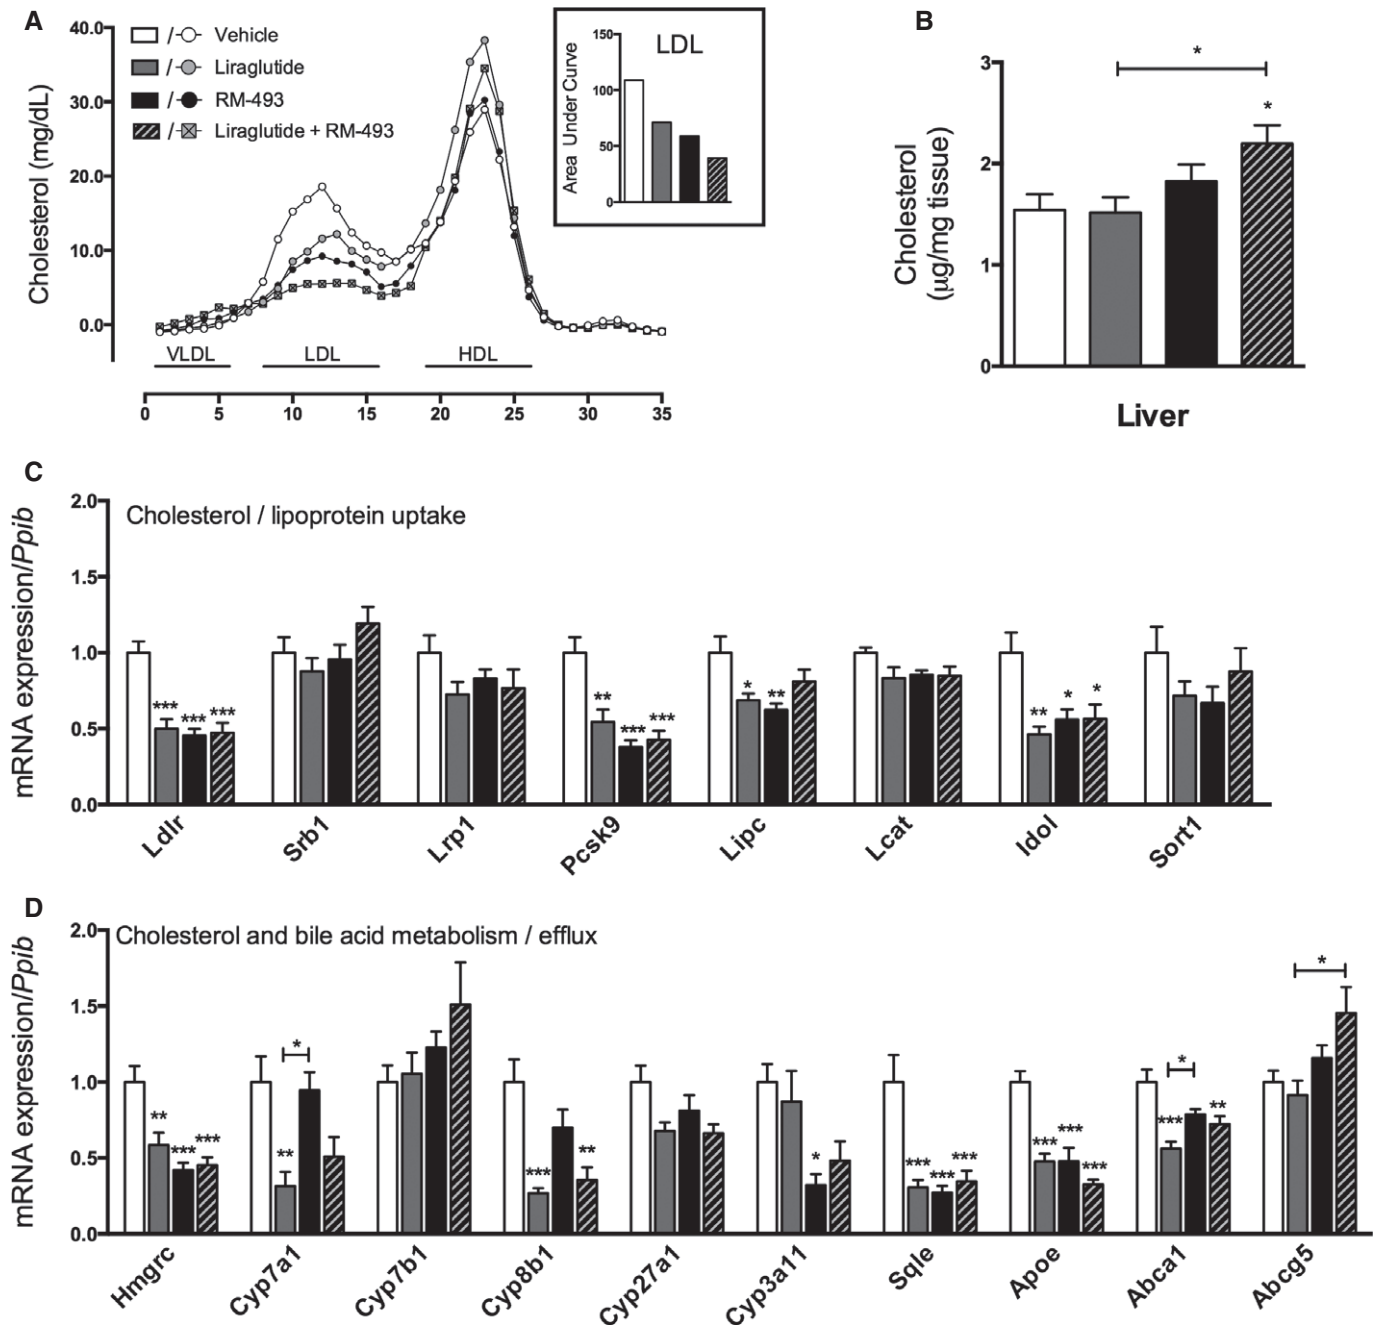 A
40.0
30.0
20.0
10.0
0.0
Cholesterol (mg/dL)
/ Vehicle
/ Liraglutide
/ RM-493
/ Liraglutide + RM-493
VLDL
LDL
HDL
0 5 10 15 20 25 30 35
LDL
Area Under Curve
150
100
50
0
B
Cholesterol
(µg/mg tissue)
3
2
1
0
*
*
Liver
C
mRNA expression/Ppib
2.0
1.5
1.0
0.5
0.0
Cholesterol / lipoprotein uptake
*** *** ***
** *** ***
* **
** * *
Ldlr Srb1 Lrp1 Pcsk9 Lipc Lcat Idol Sort1
D
mRNA expression/Ppib
2.0
1.5
1.0
0.5
0.0
Cholesterol and bile acid metabolism / efflux
** *** ***
** *
*** **
*
*** *** ***
*** *** ***
*** * **
*
Hmgrc Cyp7a1 Cyp7b1 Cyp8b1 Cyp27a1 Cyp3a11 Sqle Apoe Abca1 Abcg5